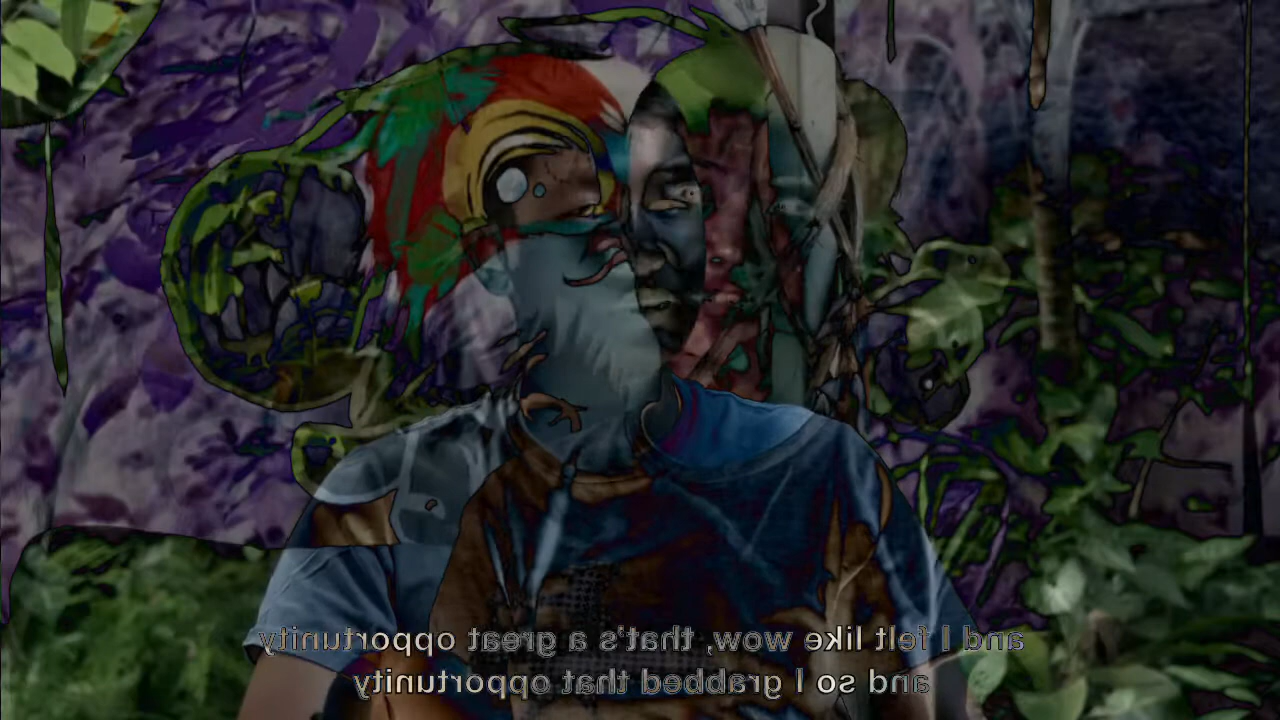 and I felt like wow, that's a great opportunity
and so I grabbed that opportunity